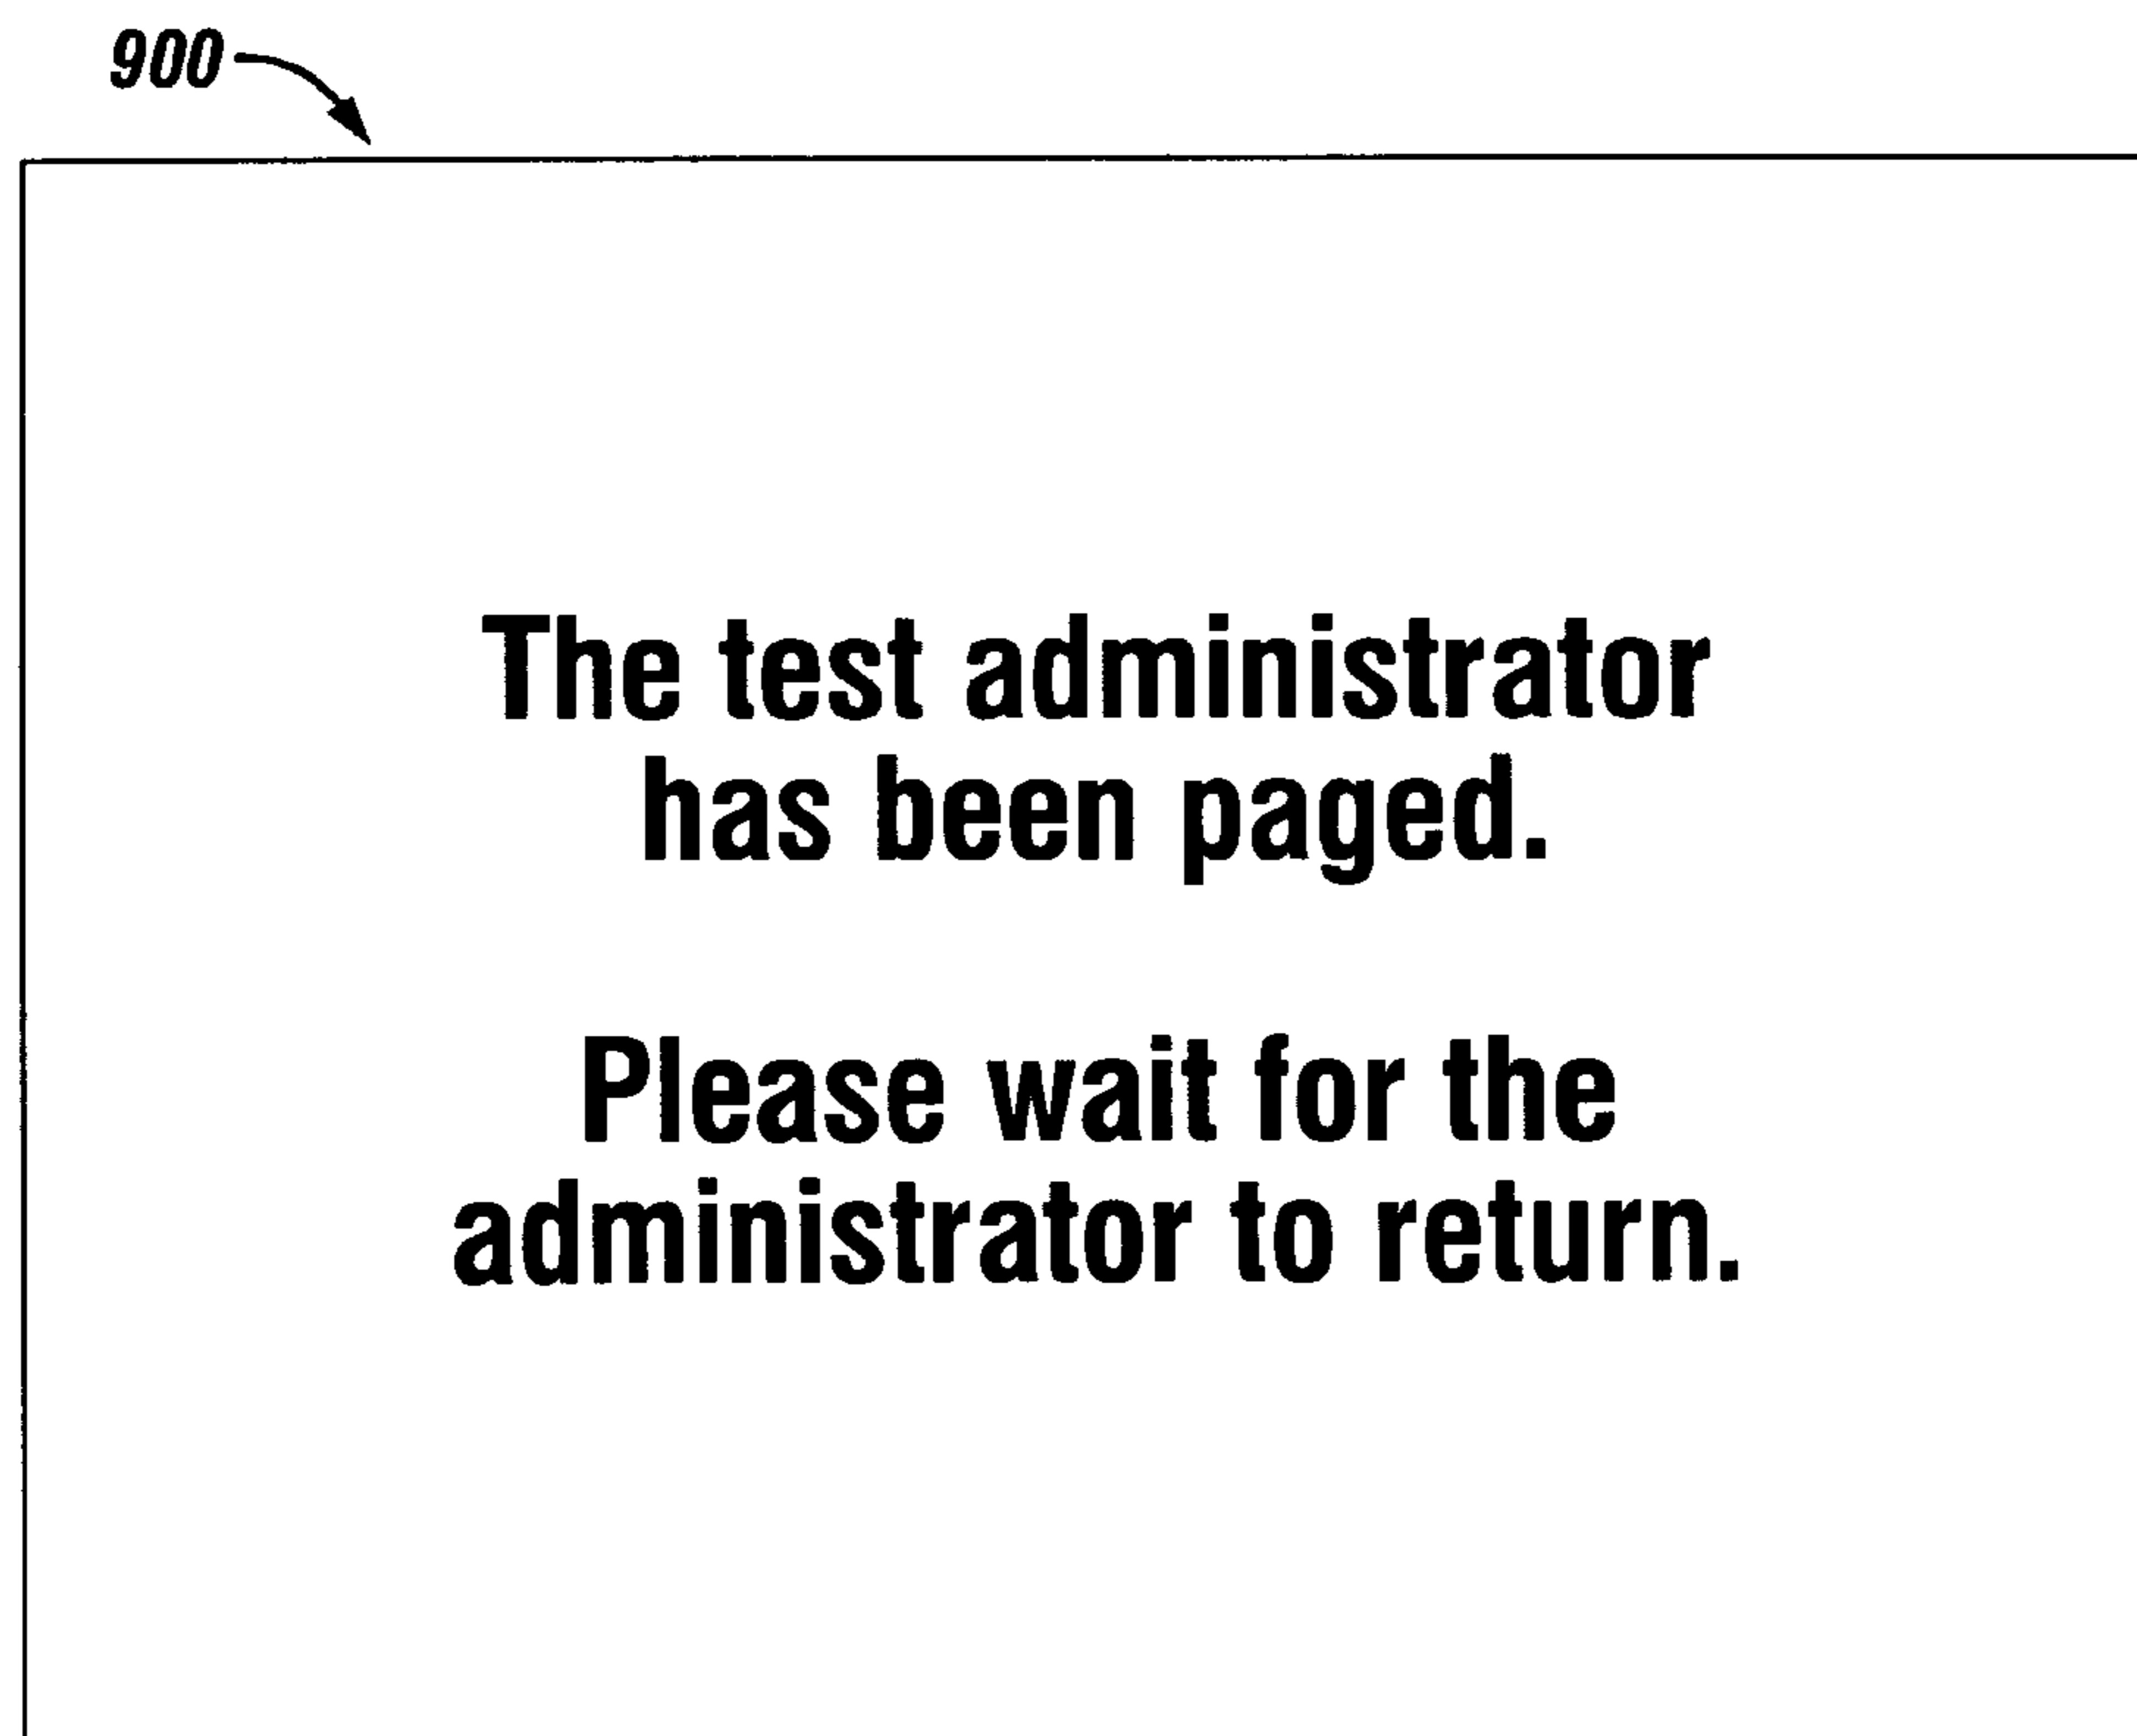 900
The test administrator
has been paged.
Please wait for the
administrator to return.